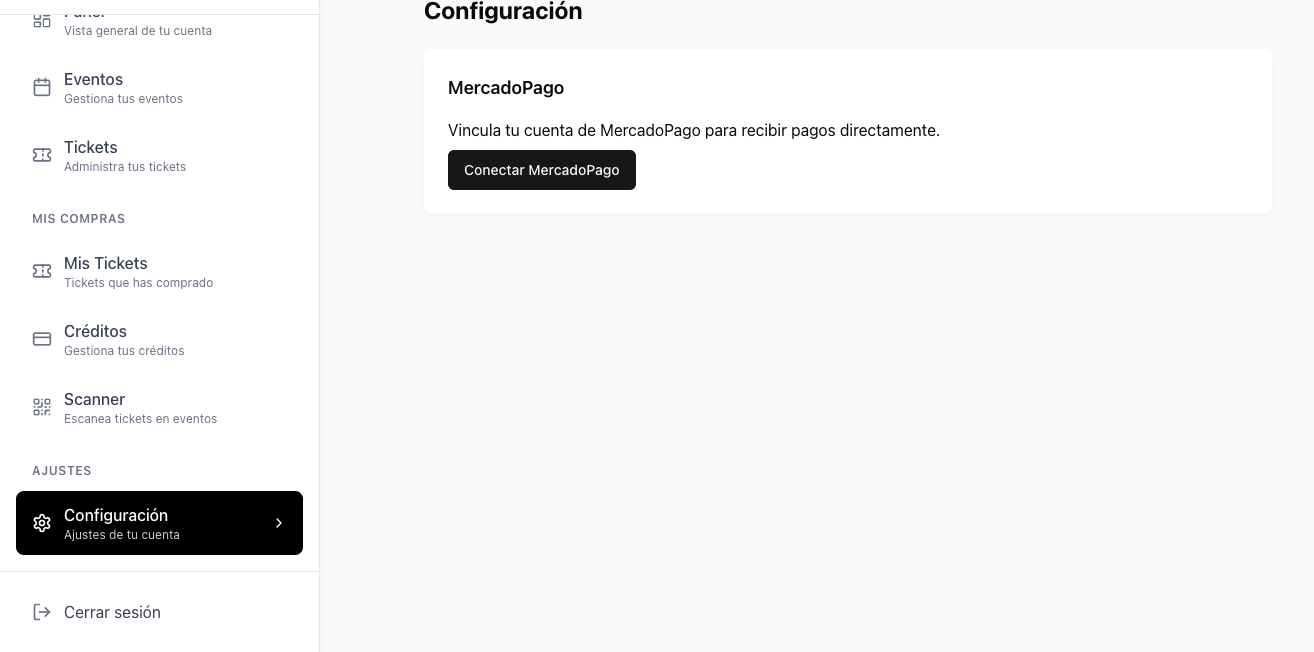 Panel
Vista general de tu cuenta
Eventos
Gestiona tus eventos
Tickets
Administra tus tickets
MIS COMPRAS
Mis Tickets
Tickets que has comprado
Créditos
Gestiona tus créditos
Scanner
Escanea tickets en eventos
AJUSTES
Configuración
Ajustes de tu cuenta
Cerrar sesión
Configuración
MercadoPago
Vincula tu cuenta de MercadoPago para recibir pagos directamente.
Conectar MercadoPago